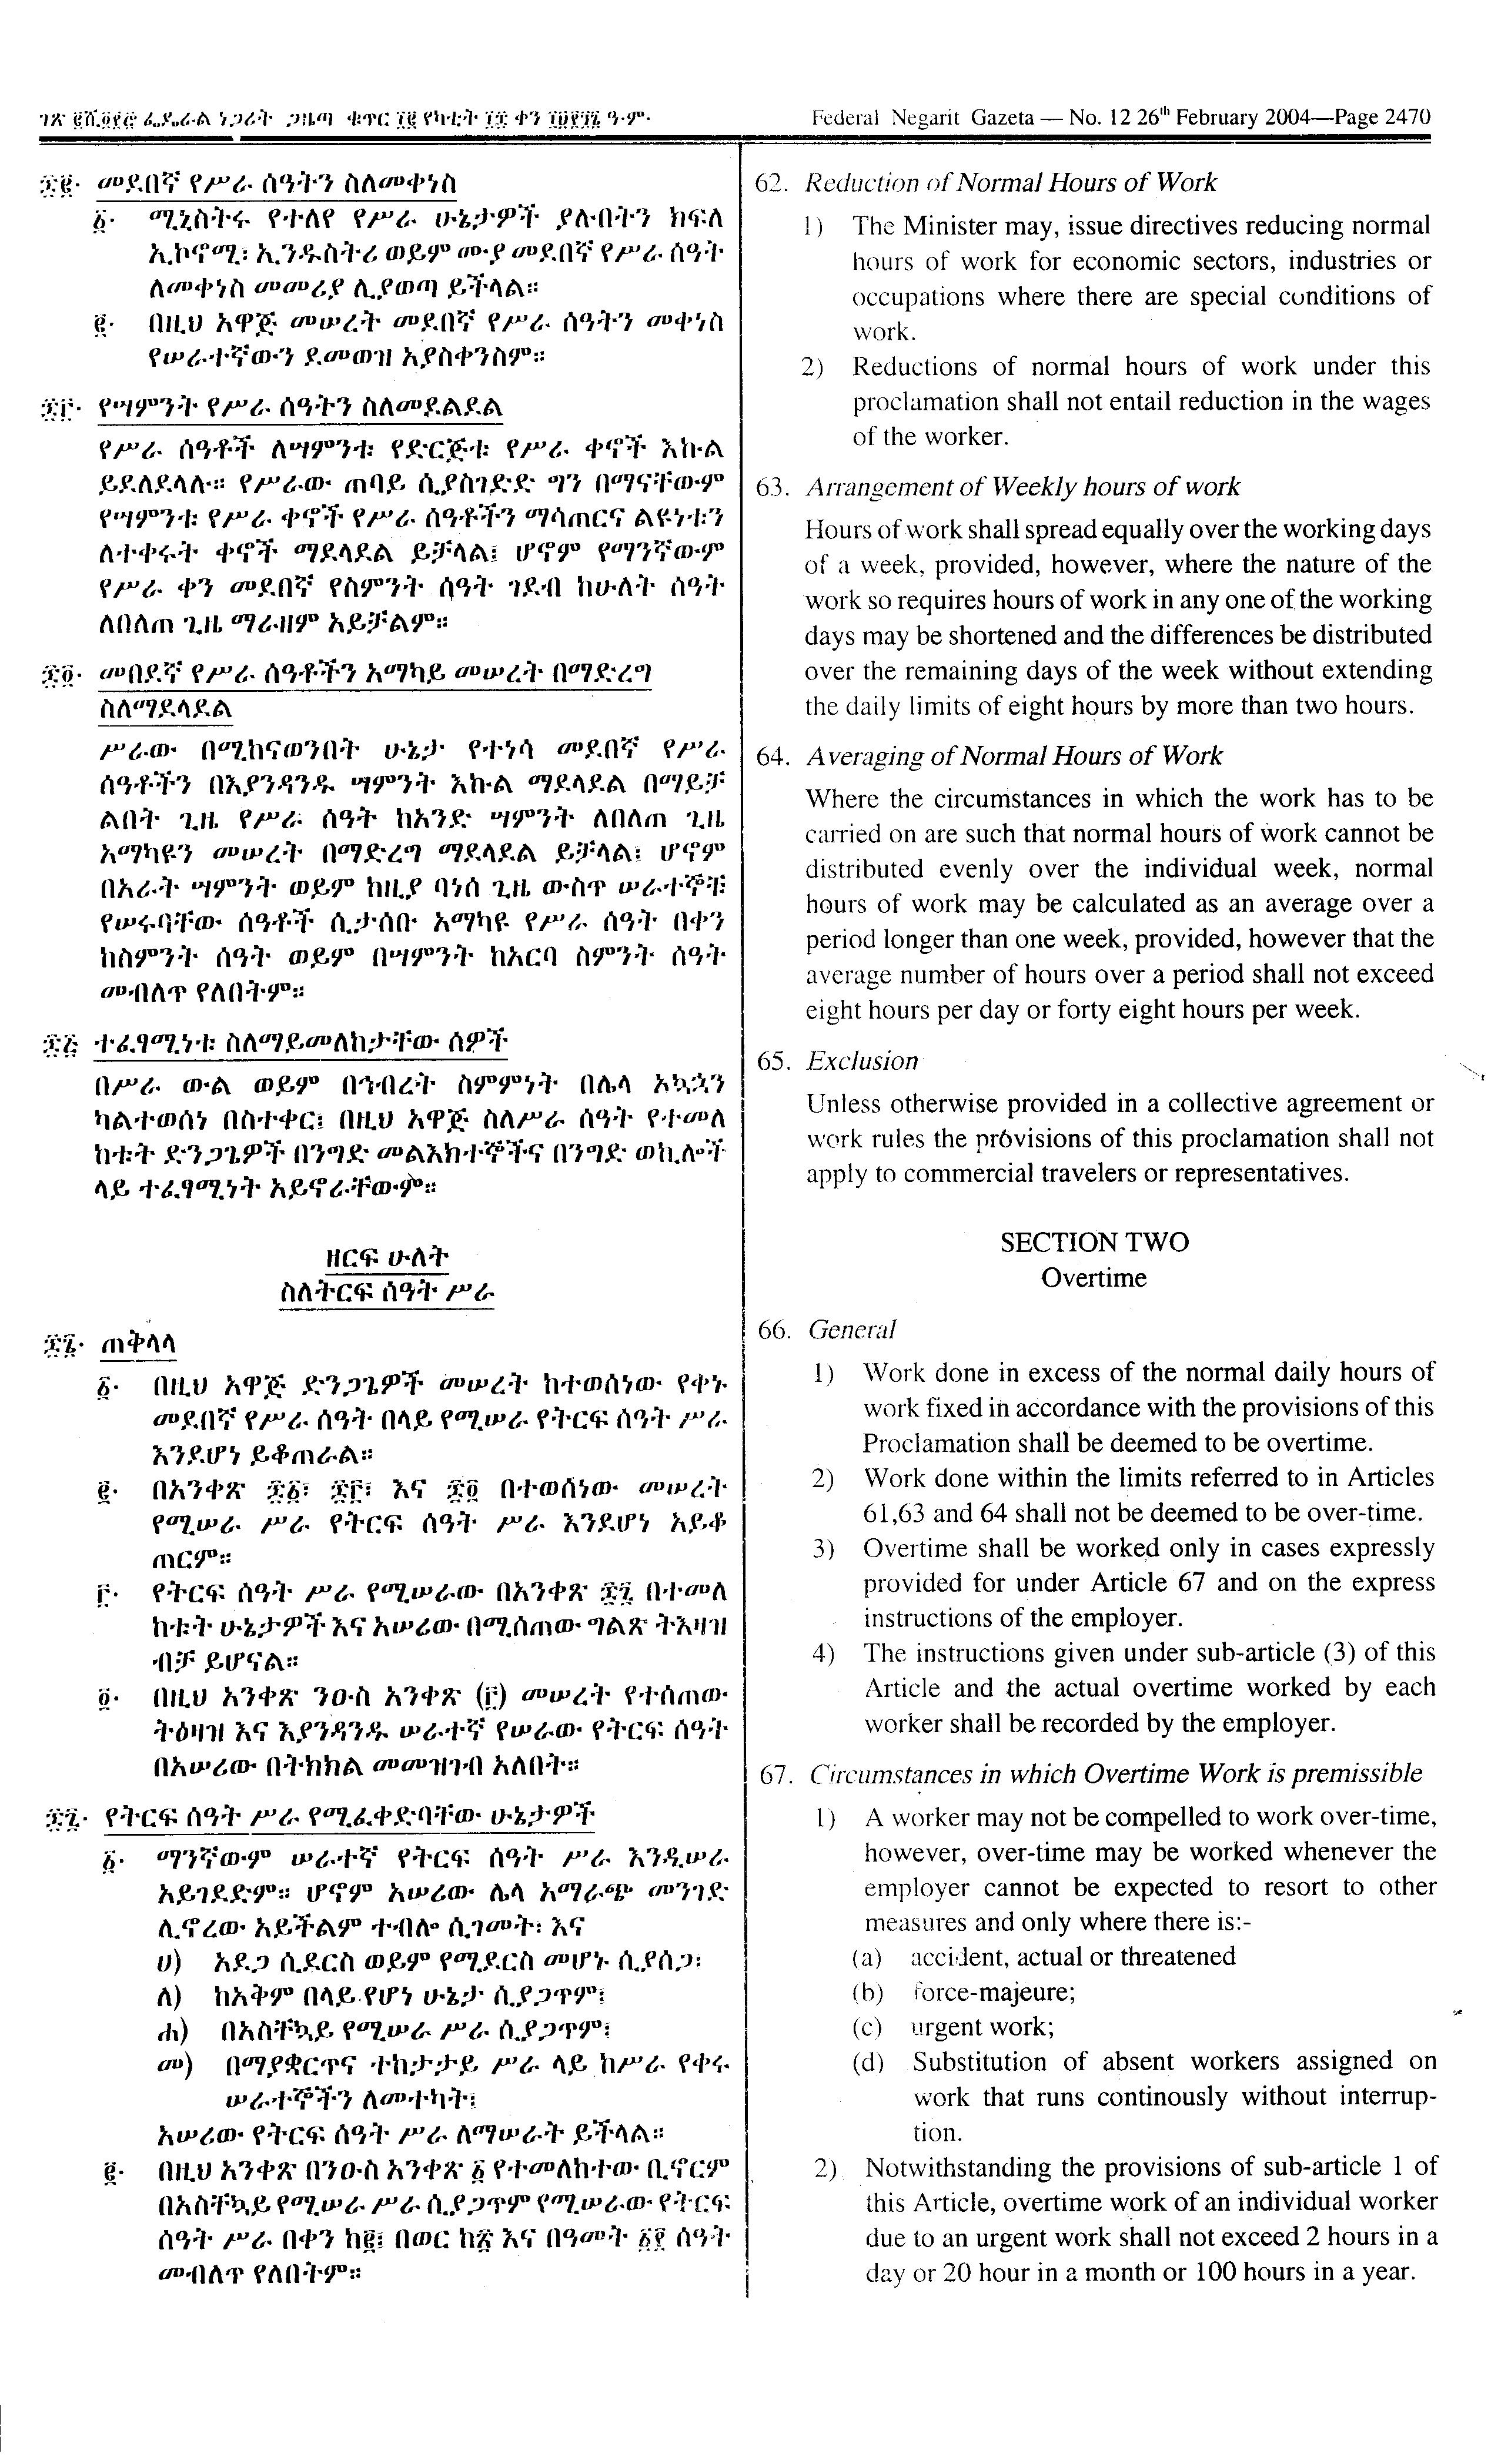 ገጽ ፪ሺ፬፻፸ ፌዴራል ነጋሪት ጋዜጣ ቁጥር ፲፪ የካቲት ፲፰ ቀን ፲፱፻፺፮ ዓ.ም.
Federal Negarit Gazeta — No. 12 26th February 2004—Page 2470
፷፪. መደበኛ የሥራ ሰዓትን ስለመቀነስ
፩. ሚኒስትሩ የተለየ የሥራ ሁኔታዎች ያሉበትን ክፍለ
ኢኮኖሚ፣ ኢንዱስትሪ ወይም ሙያ መደበኛ የሥራ ሰዓት
ለመቀነስ መመሪያ ሊያወጣ ይችላል።
፪. በዚህ አዋጅ መሠረት መደበኛ የሥራ ሰዓትን መቀነስ
የሠራተኛውን ደመወዝ አያስቀንስም።
፷፫. የሣምንት የሥራ ሰዓትን ስለመደልደል
የሥራ ሰዓቶች ለሣምንቱ የድርጅቱ የሥራ ቀኖች እኩል
ይደለደላሉ። የሥራው ጠባይ ሲያስገድድ ግን በማናቸውም
የሣምንቱ የሥራ ቀኖች የሥራ ሰዓቶችን ማሳጠርና ልዩነቱን
ለተቀሩት ቀኖች ማደላደል ይቻላል፤ ሆኖም የማንኛውም
የሥራ ቀን መደበኛ የስምንት ሰዓት ገደብ ከሁለት ሰዓት
ለበለጠ ጊዜ ማራዘም አይቻልም።
፷፬. መበደኛ የሥራ ሰዓቶችን አማካይ መሠረት በማድረግ
ስለማደላደል
ሥራው በሚከናወንበት ሁኔታ የተነሳ መደበኛ የሥራ
ሰዓቶችን በእያንዳንዱ ሣምንት እኩል ማደላደል በማይቻ
ልበት ጊዜ የሥራ ሰዓት ከአንድ ሣምንት ለበለጠ ጊዜ
አማካዩን መሠረት በማድረግ ማደላደል ይቻላል፤ ሆኖም
በአራት ሣምንት ወይም ከዚያ ባነሰ ጊዜ ውስጥ ሠራተኞቹ
የሠሩባቸው ሰዓቶች ሲታሰቡ አማካዩ የሥራ ሰዓት በቀን
ከስምንት ሰዓት ወይም በሣምንት ከአርባ ስምንት ሰዓት
መብለጥ የለበትም።
፷፭ ተፈፃሚነቱ ስለማይመለከታቸው ሰዎች
በሥራ ውል ወይም በኅብረት ስምምነት በሌላ አኳኋን
ካልተወሰነ በስተቀር፤ በዚህ አዋጅ ስለሥራ ሰዓት የተመለ
ከቱት ድንጋጌዎች በንግድ መልእክተኞችና በንግድ ወኪሎች
ላይ ተፈፃሚነት አይኖራቸውም።
ዘርፍ ሁለት
ስለትርፍ ሰዓት ሥራ
፷፮. ጠቅላላ
፩. በዚህ አዋጅ ድንጋጌዎች መሠረት ከተወሰነው የቀኑ
መደበኛ የሥራ ሰዓት በላይ የሚሠራ የትርፍ ሰዓት ሥራ
እንደሆነ ይቆጠራል።
፪. በአንቀጽ ፷፩፣ ፷፫፣ እና ፷፬ በተወሰነው መሠረት
የሚሠራ ሥራ የትርፍ ሰዓት ሥራ እንደሆነ አይቆ
ጠርም።
፫. የትርፍ ሰዓት ሥራ የሚሠራው በአንቀጽ ፷፯ በተመለ
ከቱት ሁኔታዎች እና አሠሪው በሚሰጠው ግልጽ ትእዛዝ
ብቻ ይሆናል።
፬. በዚህ አንቀጽ ንዑስ አንቀጽ (፫) መሠረት የተሰጠው
ትዕዛዝ እና እያንዳንዱ ሠራተኛ የሠራው የትርፍ ሰዓት
በአሠሪው በትክክል መመዝገብ አለበት።
፷፯. የትርፍ ሰዓት ሥራ የሚፈቀድባቸው ሁኔታዎች
፩. ማንኛውም ሠራተኛ የትርፍ ሰዓት ሥራ እንዲሠራ
አይገደድም። ሆኖም አሠሪው ሌላ አማራጭ መንገድ
ሊኖረው አይችልም ተብሎ ሲገመት፣ እና
ሀ) አደጋ ሲደርስ ወይም የሚደርስ መሆኑ ሲያሰጋ፣
ለ) ከአቅም በላይ የሆነ ሁኔታ ሲያጋጥም፤
ሐ) በአስቸኳይ የሚሠራ ሥራ ሲያጋጥም፤
መ) በማያቋርጥና ተከታታይ ሥራ ላይ ከሥራ የቀሩ
ሠራተኞችን ለመተካት፤
አሠሪው የትርፍ ሰዓት ሥራ ለማሠራት ይችላል።
፪. በዚህ አንቀጽ በንዑስ አንቀጽ ፩ የተመለከተው ቢኖርም
በአስቸኳይ የሚሠራ ሥራ ሲያጋጥም የሚሠራው የትርፍ
ሰዓት ሥራ በቀን ከ፪፤ በወር ከ፳ እና በዓመት ፩፻ ሰዓት
መብለጥ የለበትም።
62. Reduction of Normal Hours of Work
1) The Minister may, issue directives reducing normal
hours of work for economic sectors, industries or
occupations where there are special conditions of
work.
2) Reductions of normal hours of work under this
proclamation shall not entail reduction in the wages
of the worker.
63. Arrangement of Weekly hours of work
Hours of work shall spread equally over the working days
of a week, provided, however, where the nature of the
work so requires hours of work in any one of the working
days may be shortened and the differences be distributed
over the remaining days of the week without extending
the daily limits of eight hours by more than two hours.
64. Averaging of Normal Hours of Work
Where the circumstances in which the work has to be
carried on are such that normal hours of work cannot be
distributed evenly over the individual week, normal
hours of work may be calculated as an average over a
period longer than one week, provided, however that the
average number of hours over a period shall not exceed
eight hours per day or forty eight hours per week.
65. Exclusion
Unless otherwise provided in a collective agreement or
work rules the provisions of this proclamation shall not
apply to commercial travelers or representatives.
SECTION TWO
Overtime
66. General
1) Work done in excess of the normal daily hours of
work fixed in accordance with the provisions of this
Proclamation shall be deemed to be overtime.
2) Work done within the limits referred to in Articles
61,63 and 64 shall not be deemed to be over-time.
3) Overtime shall be worked only in cases expressly
provided for under Article 67 and on the express
instructions of the employer.
4) The instructions given under sub-article (3) of this
Article and the actual overtime worked by each
worker shall be recorded by the employer.
67. Circumstances in which Overtime Work is premissible
1) A worker may not be compelled to work over-time,
however, over-time may be worked whenever the
employer cannot be expected to resort to other
measures and only where there is:-
(a) accident, actual or threatened
(b) force-majeure;
(c) urgent work;
(d) Substitution of absent workers assigned on
work that runs continously without interrup-
tion.
2) Notwithstanding the provisions of sub-article 1 of
this Article, overtime work of an individual worker
due to an urgent work shall not exceed 2 hours in a
day or 20 hour in a month or 100 hours in a year.